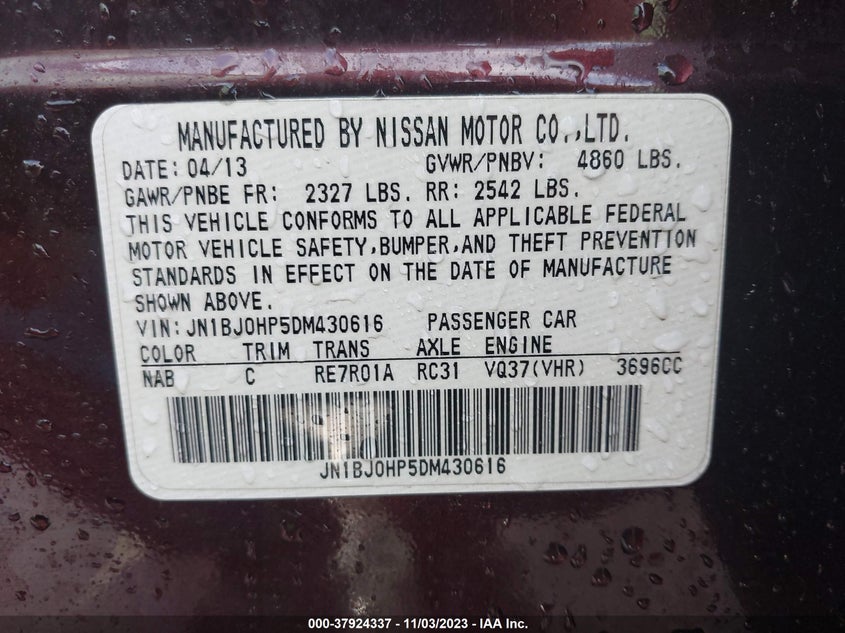 MANUFACTURED BY NISSAN MOTOR CO.,LTD.
DATE: 04/13 GVWR/PNBV: 4860 LBS.
GAWR/PNBE FR: 2327 LBS. RR: 2542 LBS.
THIS VEHICLE CONFORMS TO ALL APPLICABLE FEDERAL
MOTOR VEHICLE SAFETY,BUMPER,AND THEFT PREVENTION
STANDARDS IN EFFECT ON THE DATE OF MANUFACTURE
SHOWN ABOVE.
VIN:JN1BJ0HP5DM430616 PASSENGER CAR
COLOR TRIM TRANS AXLE ENGINE
NAB C RE7R01A RC31 VQ37(VHR) 3696CC
JN1BJ0HP5DM430616
000-37924337 - 11/03/2023 - IAA Inc.